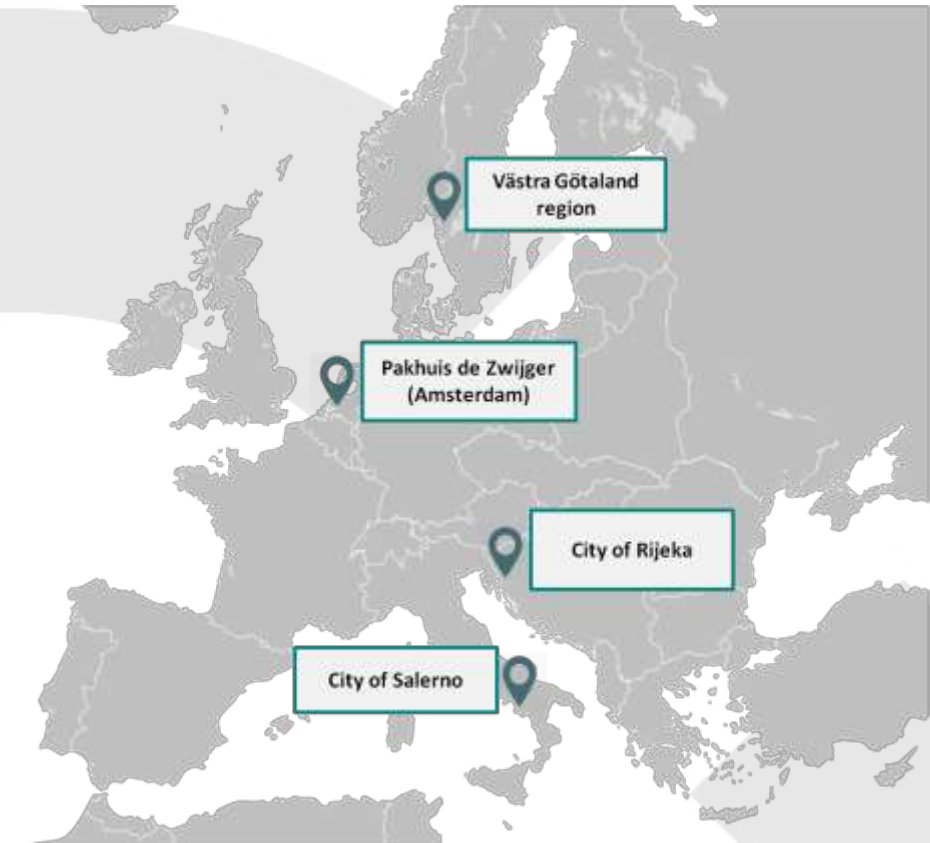 Västra Götaland
region
Pakhuis de Zwijger
(Amsterdam)
City of Rijeka
City of Salerno